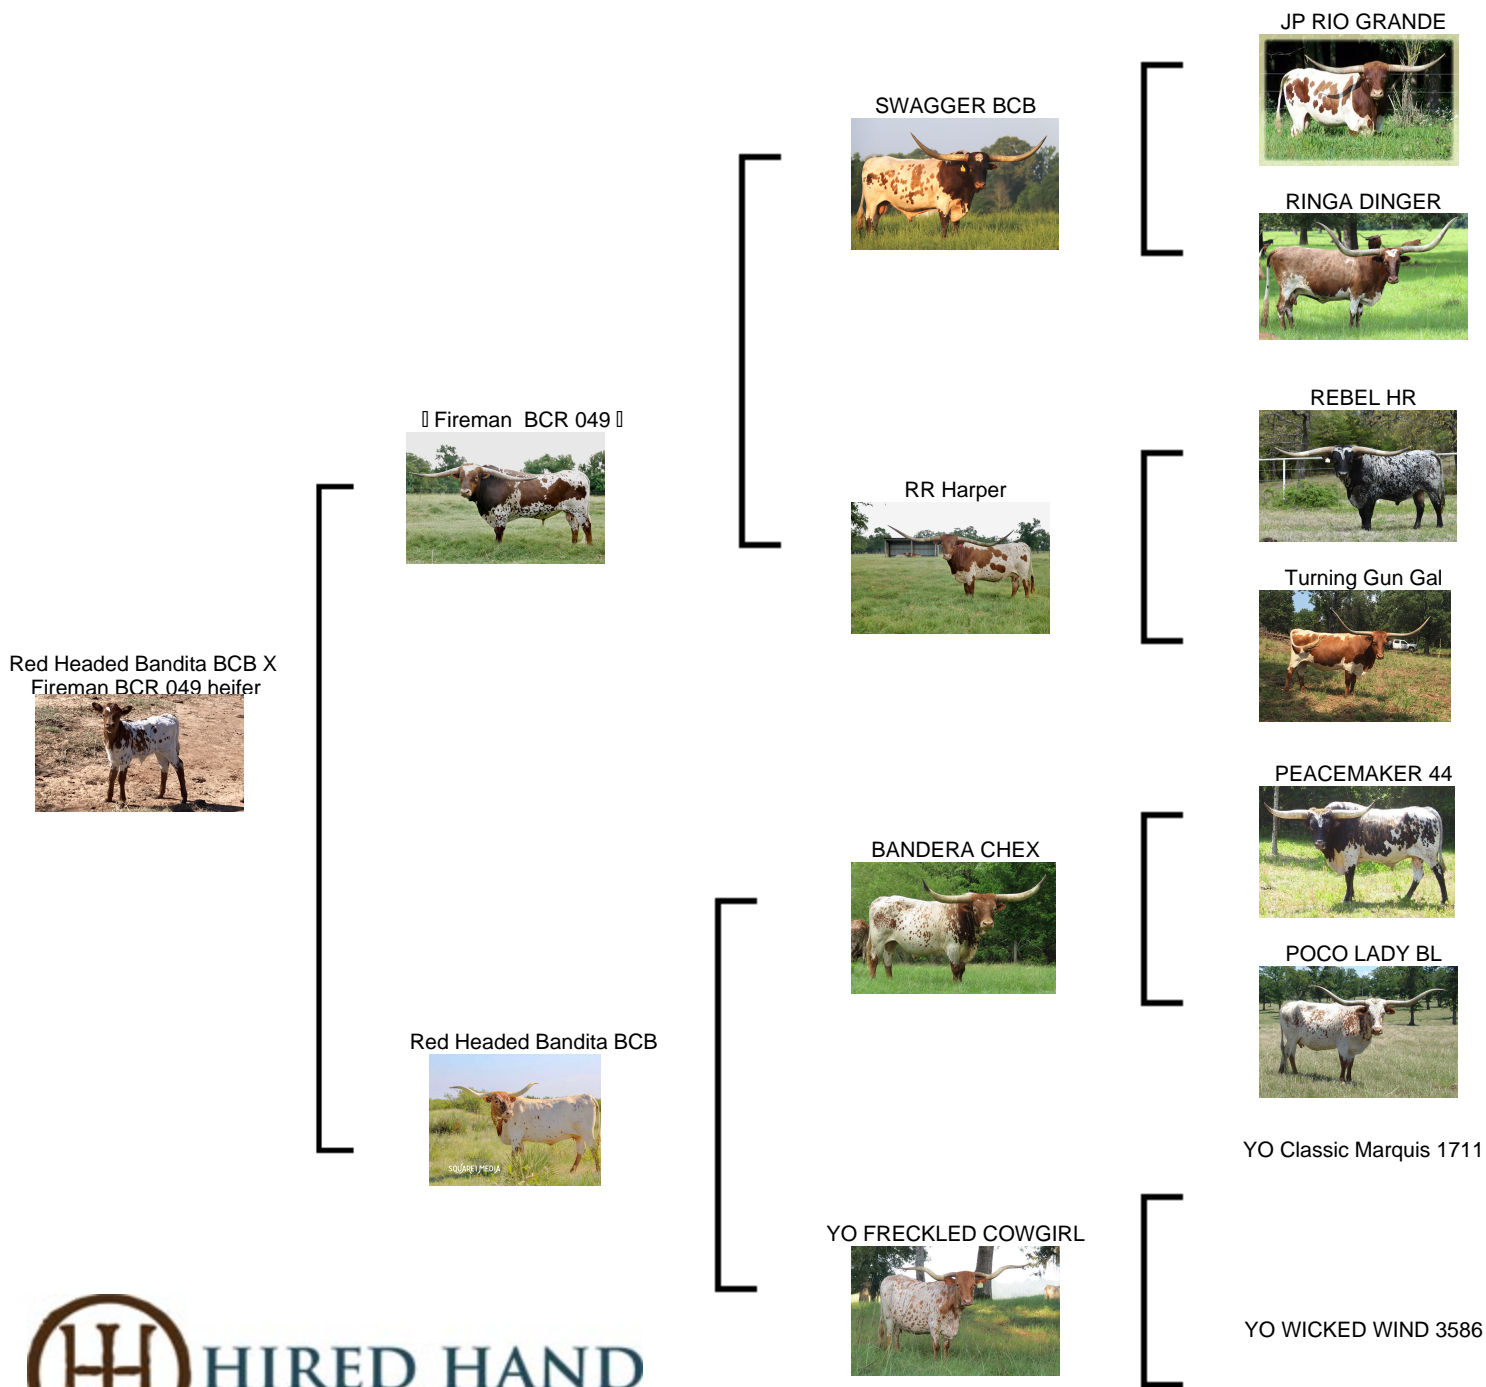 JP RIO GRANDE
SWAGGER BCB
RINGA DINGER
REBEL HR
Fireman BCR 049
RR Harper
Turning Gun Gal
Red Headed Bandita BCB X
Fireman BCR 049 heifer
PEACEMAKER 44
BANDERA CHEX
POCO LADY BL
Red Headed Bandita BCB
SQUARE1 MEDIA
YO Classic Marquis 1711
YO FRECKLED COWGIRL
YO WICKED WIND 3586
HIRED HAND